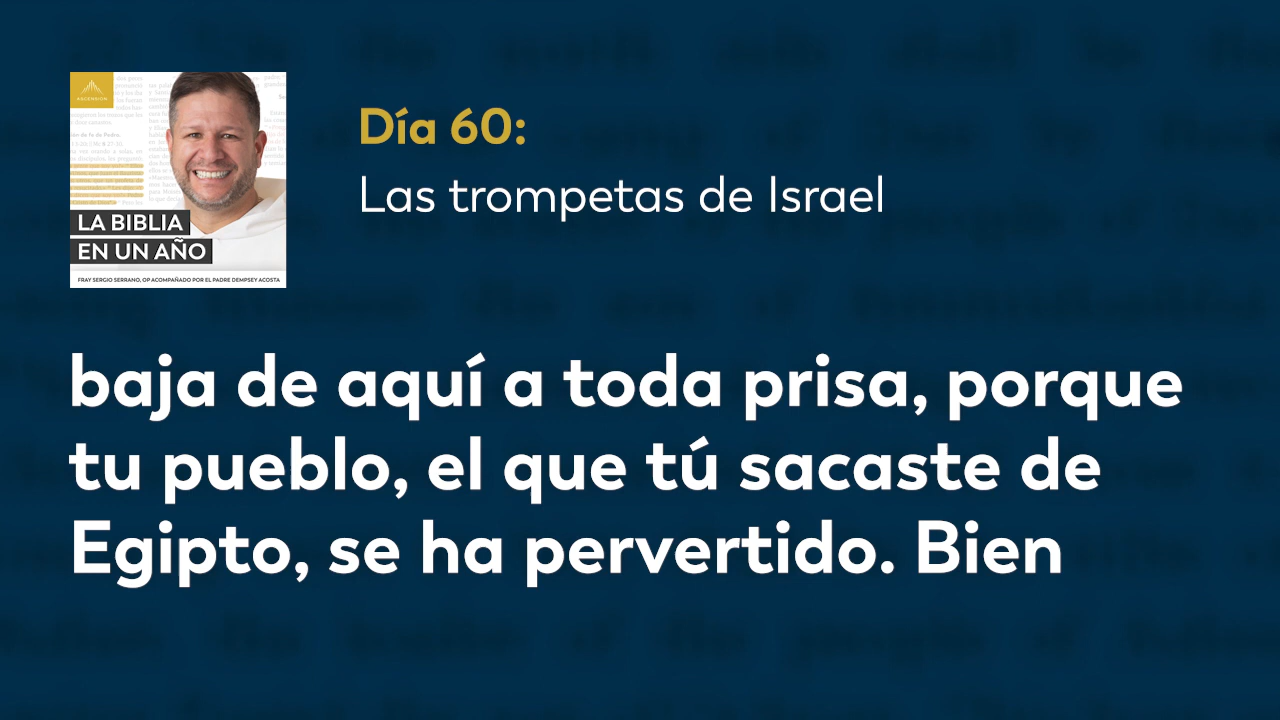 ASCENSION
LA BIBLIA
EN UN AÑO
FRAY SERGIO SERRANO, OP ACOMPAÑADO POR EL PADRE DEMPSEY ACOSTA
Día 60:
Las trompetas de Israel
baja de aquí a toda prisa, porque
tu pueblo, el que tú sacaste de
Egipto, se ha pervertido. Bien